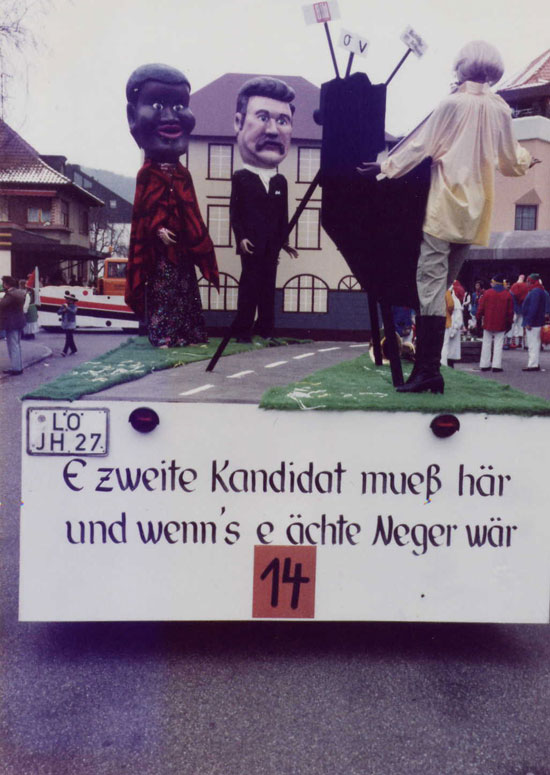 Ö V
LÖ
JH 27
E zweite Kandidat mueß här
und wenn's e ächte Neger wär
14